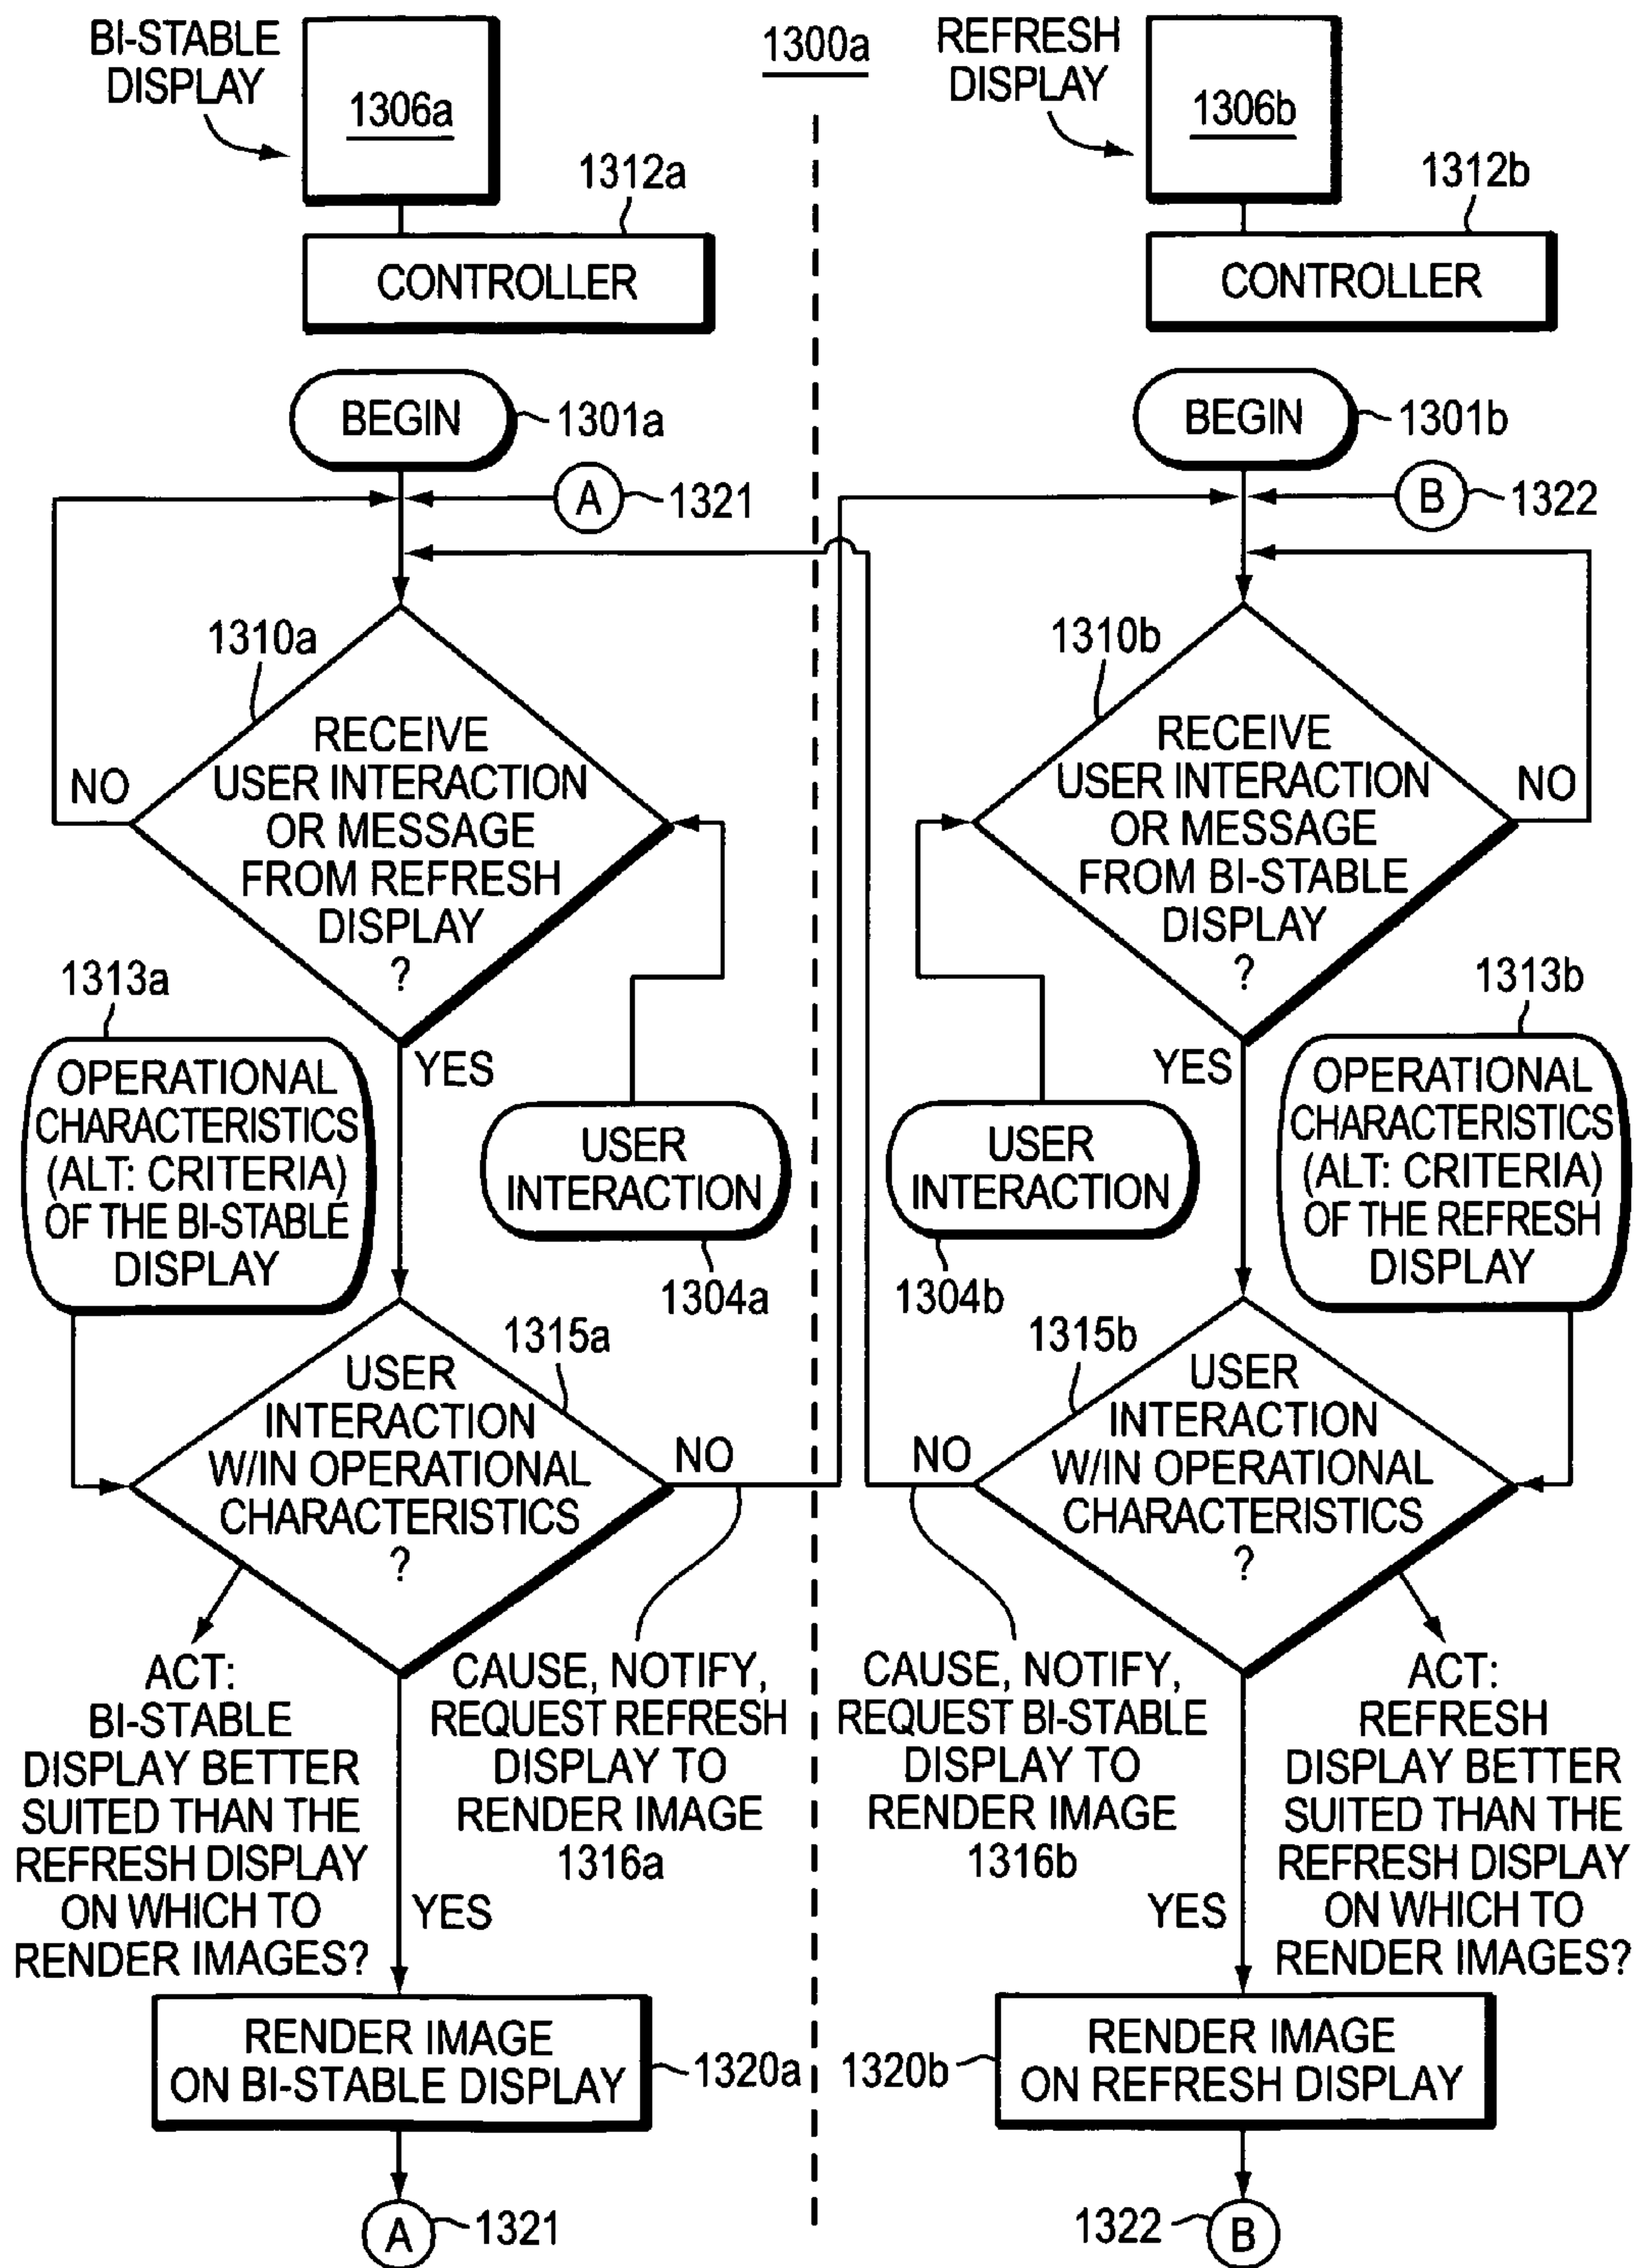 1300a
BI-STABLE
DISPLAY
1306a
1312a
CONTROLLER
BEGIN
1301a
A
1321
1310a
RECEIVE
USER INTERACTION
OR MESSAGE
FROM REFRESH
DISPLAY
?
NO
YES
1313a
OPERATIONAL
CHARACTERISTICS
(ALT: CRITERIA)
OF THE BI-STABLE
DISPLAY
USER
INTERACTION
1304a
1315a
USER
INTERACTION
W/IN OPERATIONAL
CHARACTERISTICS
?
NO
ACT:
BI-STABLE
DISPLAY BETTER
SUITED THAN THE
REFRESH DISPLAY
ON WHICH TO
RENDER IMAGES?
CAUSE, NOTIFY,
REQUEST REFRESH
DISPLAY TO
RENDER IMAGE
1316a
YES
RENDER IMAGE
ON BI-STABLE DISPLAY
1320a
A
1321
REFRESH
DISPLAY
1306b
1312b
CONTROLLER
BEGIN
1301b
B
1322
1310b
RECEIVE
USER INTERACTION
OR MESSAGE
FROM BI-STABLE
DISPLAY
?
NO
YES
1313b
OPERATIONAL
CHARACTERISTICS
(ALT: CRITERIA)
OF THE REFRESH
DISPLAY
USER
INTERACTION
1304b
1315b
USER
INTERACTION
W/IN OPERATIONAL
CHARACTERISTICS
?
NO
CAUSE, NOTIFY,
REQUEST BI-STABLE
DISPLAY TO
RENDER IMAGE
1316b
ACT:
REFRESH
DISPLAY BETTER
SUITED THAN THE
REFRESH DISPLAY
ON WHICH TO
RENDER IMAGES?
YES
RENDER IMAGE
ON REFRESH DISPLAY
1320b
1322
B